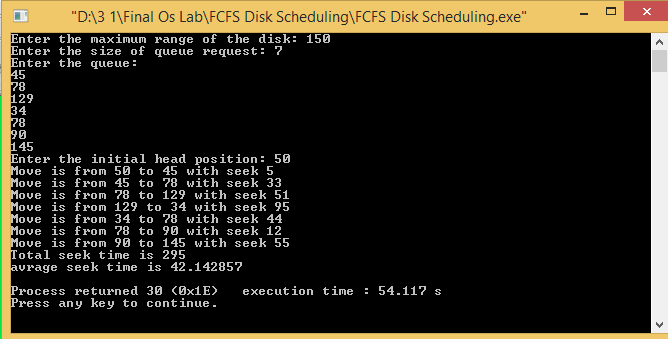 "D:\3 1\Final Os Lab\FCFS Disk Scheduling\FCFS Disk Scheduling.exe"
Enter the maximum range of the disk: 150
Enter the size of queue request: 7
Enter the queue:
45
78
129
34
78
90
145
Enter the initial head position: 50
Move is from 50 to 45 with seek 5
Move is from 45 to 78 with seek 33
Move is from 78 to 129 with seek 51
Move is from 129 to 34 with seek 95
Move is from 34 to 78 with seek 44
Move is from 78 to 90 with seek 12
Move is from 90 to 145 with seek 55
Total seek time is 295
avrage seek time is 42.142857
Process returned 30 (0x1E)   execution time : 54.117 s
Press any key to continue.